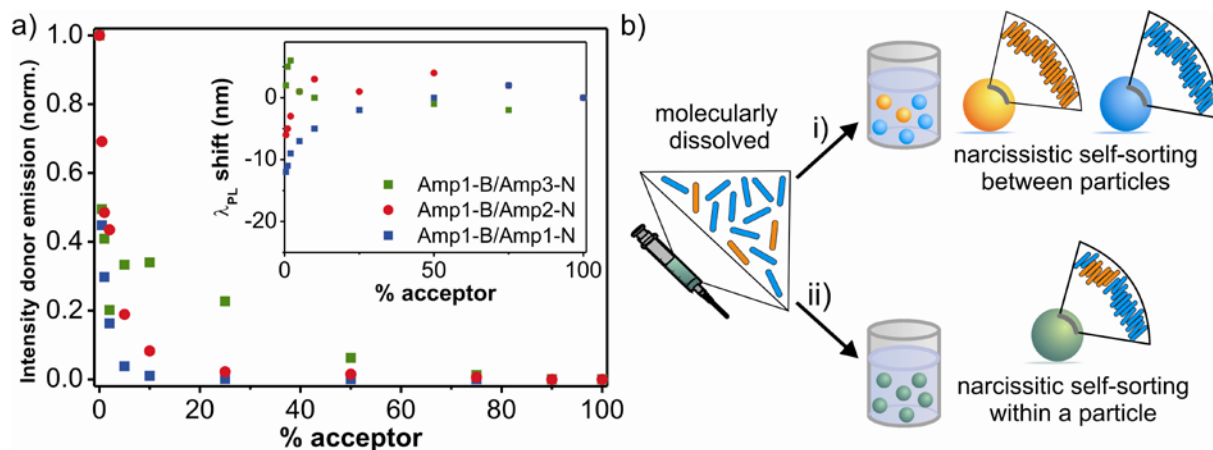 a)
Intensity donor emission (norm.)
1.0
0.8
0.6
0.4
0.2
0.0
0
20
40
60
80
100
% acceptor
λPL shift (nm)
0
-10
-20
0
50
100
% acceptor
Amp1-B/Amp3-N
Amp1-B/Amp2-N
Amp1-B/Amp1-N
b)
molecularly
dissolved
i)
narcissistic self-sorting
between particles
ii)
narcissitic self-sorting
within a particle